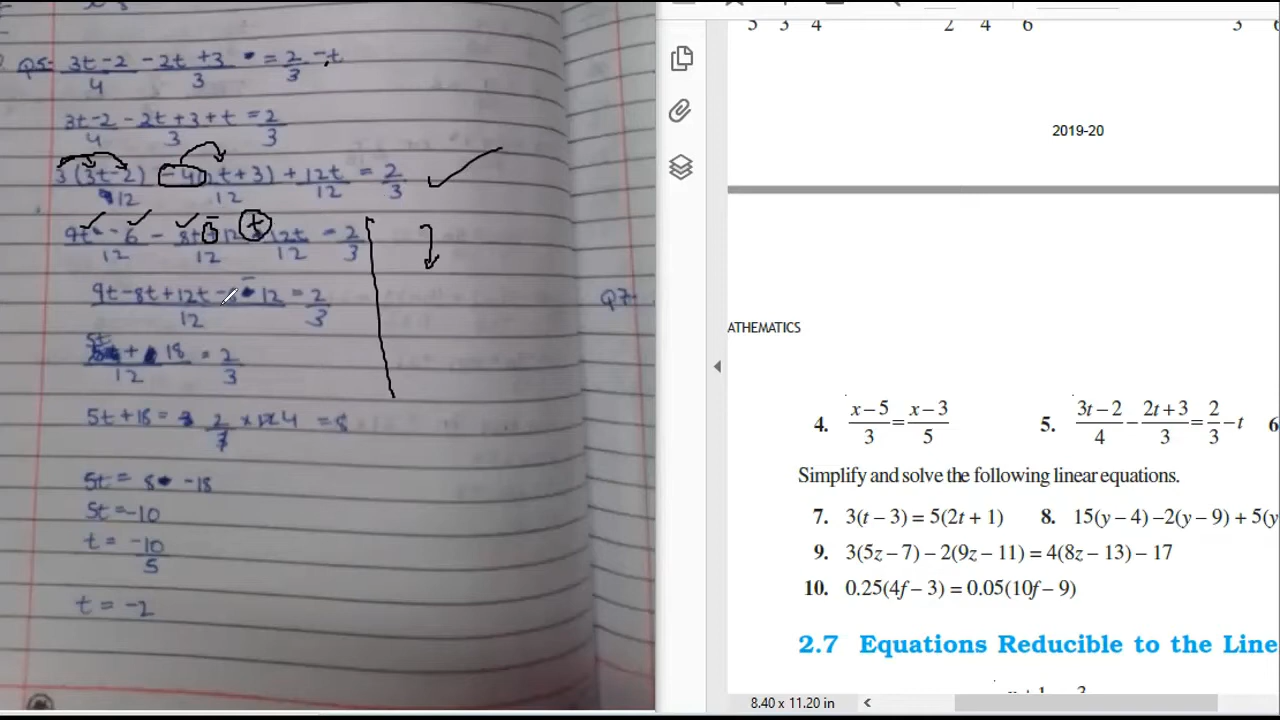 Q5- 3t-2/4 - 2t+3/3 = 2/3 - t
3t-2/4 - 2t+3/3 + t = 2/3
3(3t-2)/12 -4(2t+3)/12 + 12t/12 = 2/3
9t - 6/12 - 8t - 12/12 + 12t/12 = 2/3
9t-8t+12t- - 12/12 = 2/3
5t + 18/12 = 2/3
5t+18 = 2/3 x 12 4 = 8
5t = 8 -18
5t = -10
t = -10/5
t = -2
Q7-
5 3 4 2 4 6 3
2019-20
ATHEMATICS
4. x-5/3 = x-3/5 5. 3t-2/4 - 2t+3/3 = 2/3 - t 6
Simplify and solve the following linear equations.
7. 3(t – 3) = 5(2t + 1) 8. 15(y – 4) –2(y – 9) + 5(y
9. 3(5z – 7) – 2(9z – 11) = 4(8z – 13) – 17
10. 0.25(4f – 3) = 0.05(10f – 9)
2.7 Equations Reducible to the Line
8.40 x 11.20 in